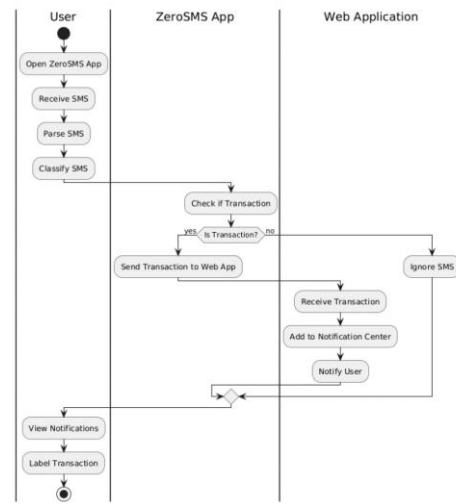 User
ZeroSMS App
Web Application
Open ZeroSMS App
Receive SMS
Parse SMS
Classify SMS
Check if Transaction
yes
Is Transaction?
no
Send Transaction to Web App
Ignore SMS
Receive Transaction
Add to Notification Center
Notify User
View Notifications
Label Transaction